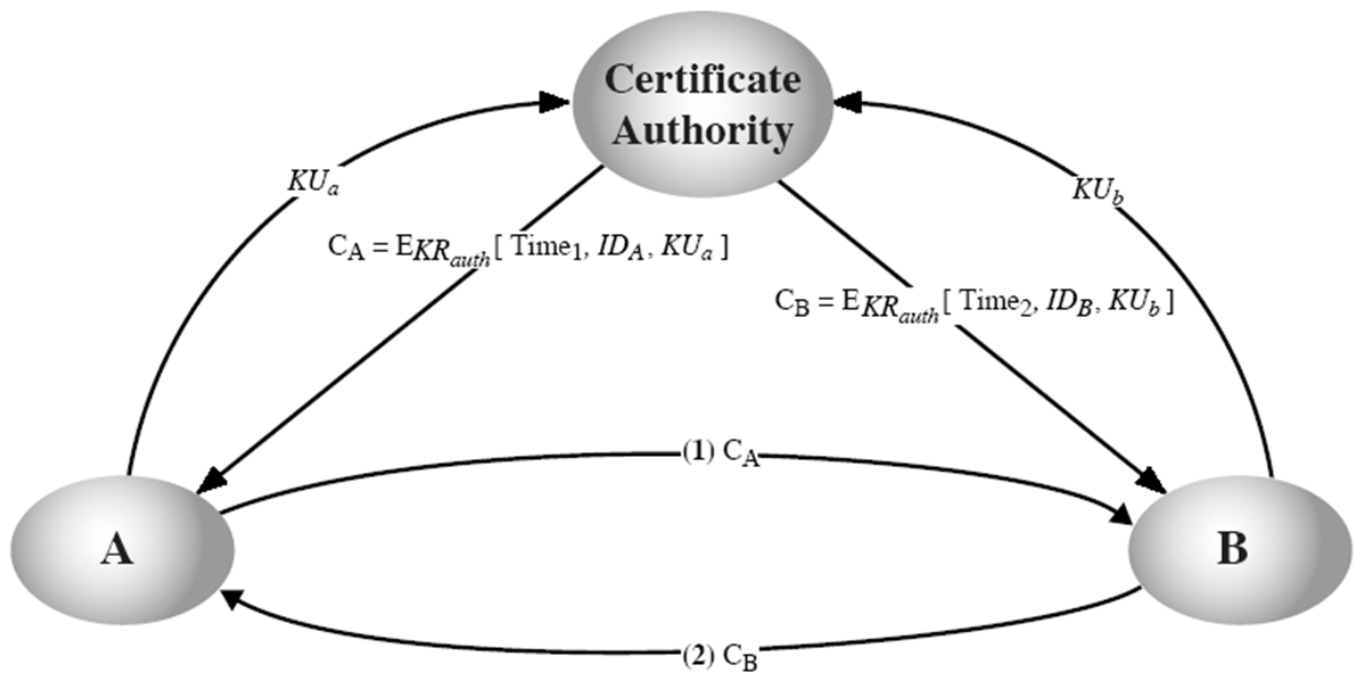 Certificate
Authority
KUa
KUb
CA = EKRauth[ Time1, IDA, KUa ]
CB = EKRauth[ Time2, IDB, KUb ]
(1) CA
A
B
(2) CB